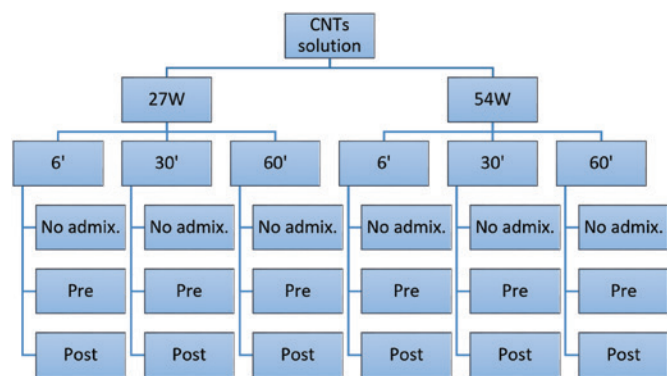 CNTs
solution
27W
54W
6'
30'
60'
6'
30'
60'
No admix.
No admix.
No admix.
No admix.
No admix.
No admix.
Pre
Pre
Pre
Pre
Pre
Pre
Post
Post
Post
Post
Post
Post